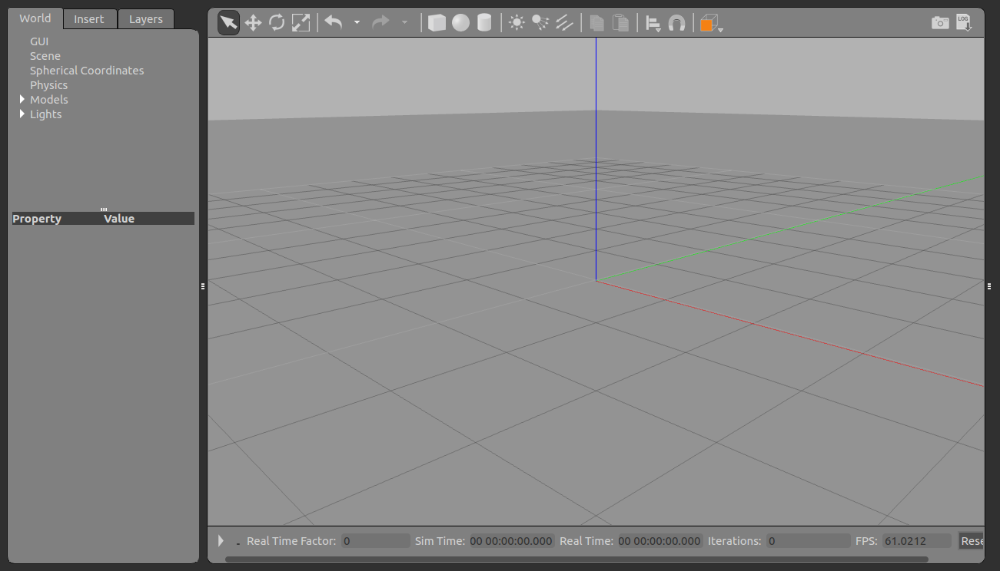 World Insert Layers
GUI
Scene
Spherical Coordinates
Physics
Models
Lights
Property Value
LOG
Real Time Factor: 0 Sim Time: 00 00:00:00.000 Real Time: 00 00:00:00.000 Iterations: 0 FPS: 61.0212 Rese